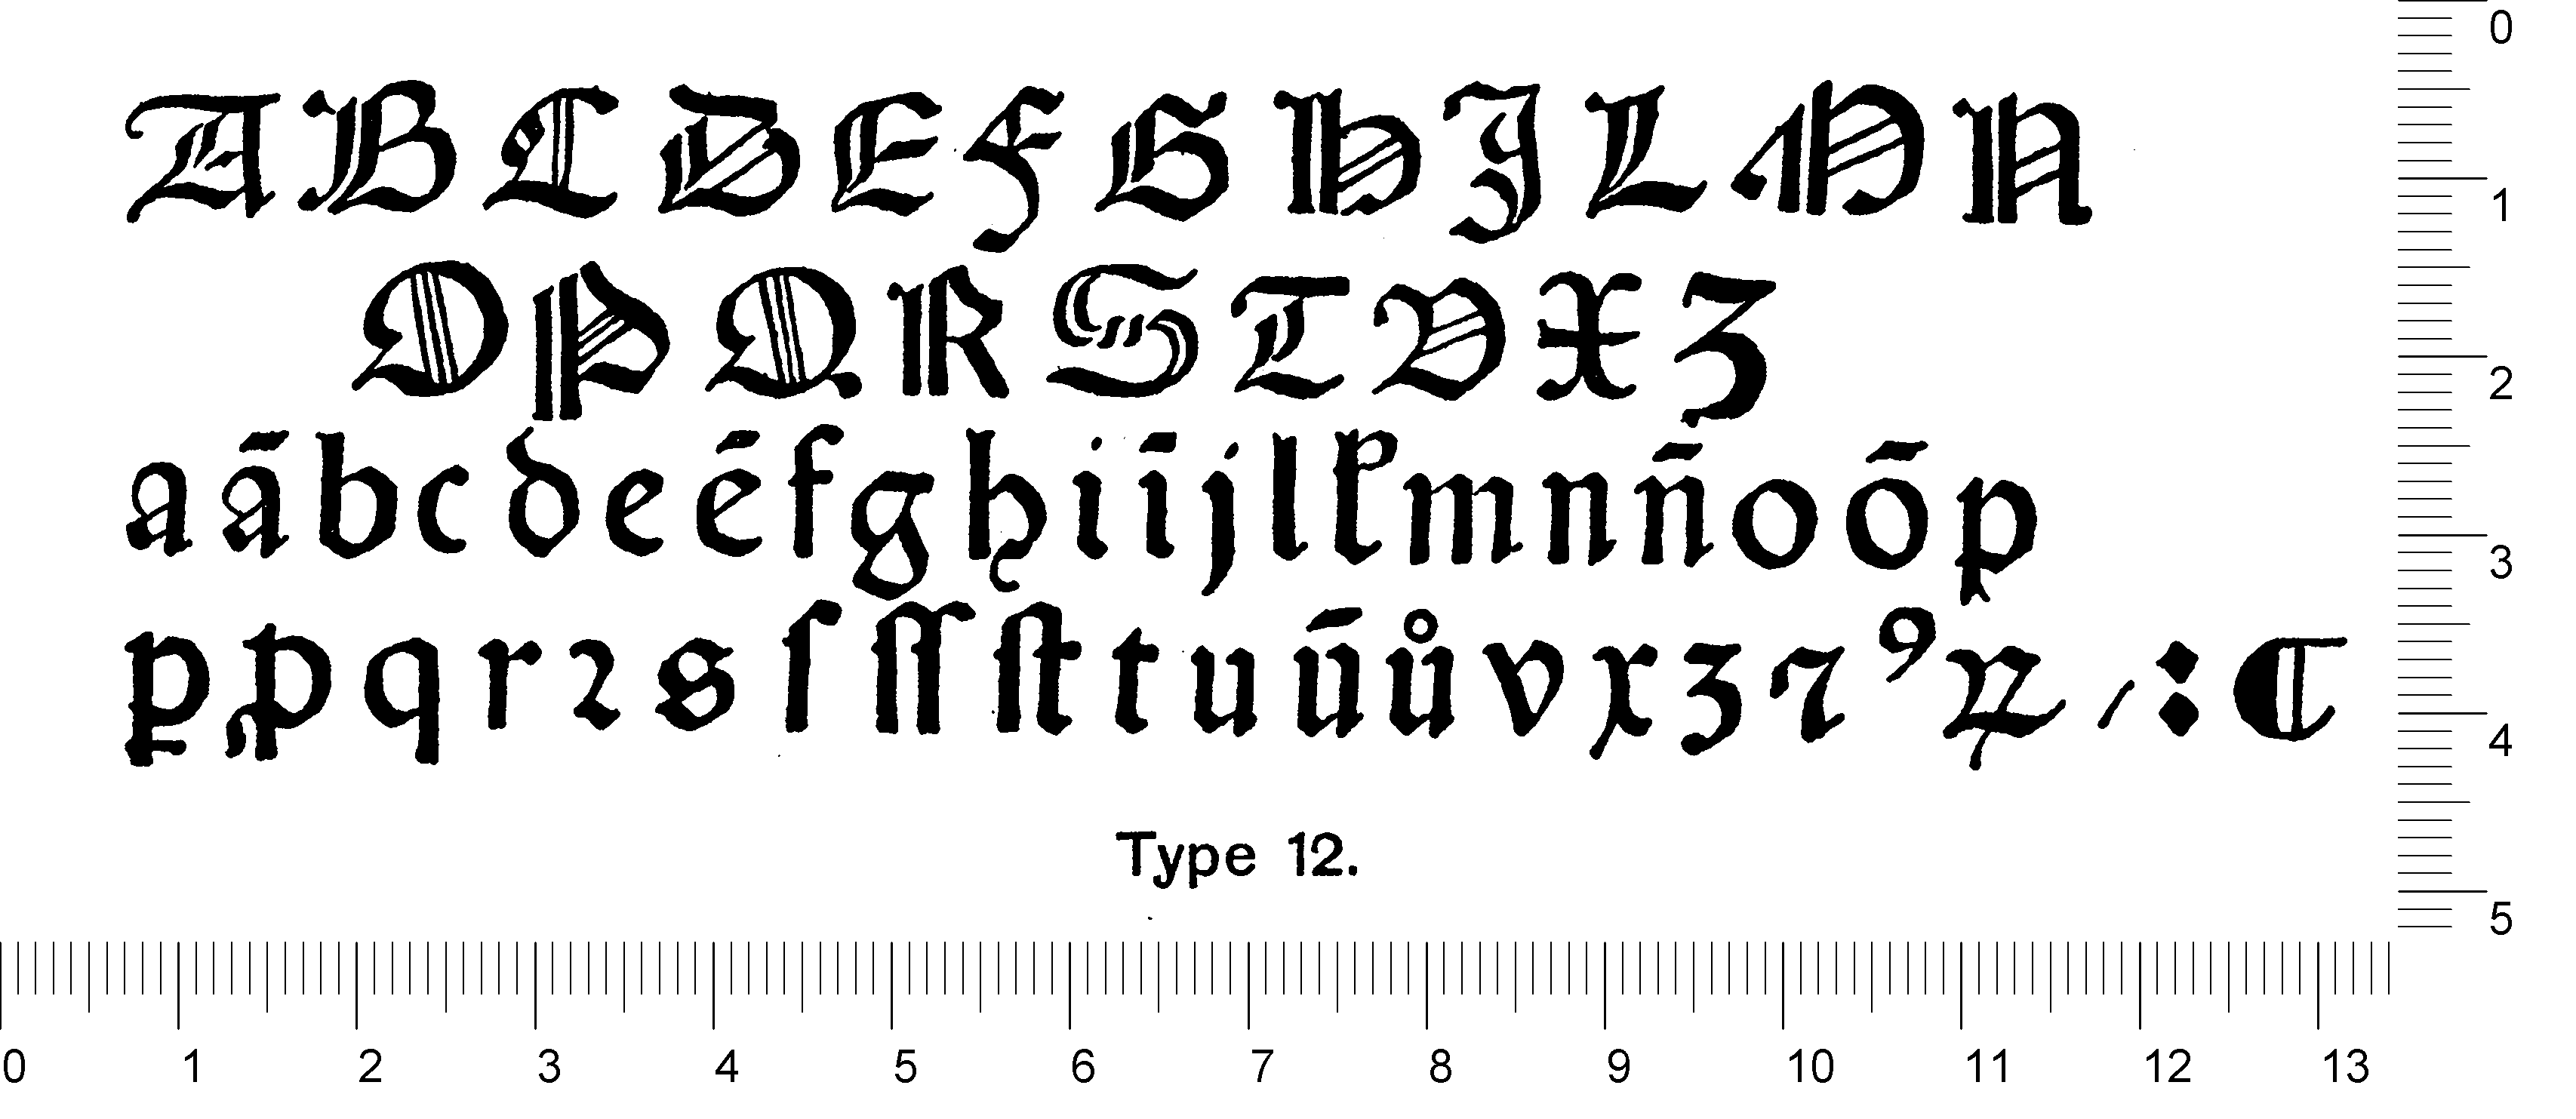 A B C D E F G H J L M N
O P Q R S T V X Z
a ā b c d e ē f g h i ī j l k m n n̄ o ō p
ꝑ ꝓ q r ꝛ s ſ ſſ ſt t u ū ů v x z ⁊ ꝰ ꝶ / : ℂ
Type 12.
0 1 2 3 4 5
0 1 2 3 4 5 6 7 8 9 10 11 12 13